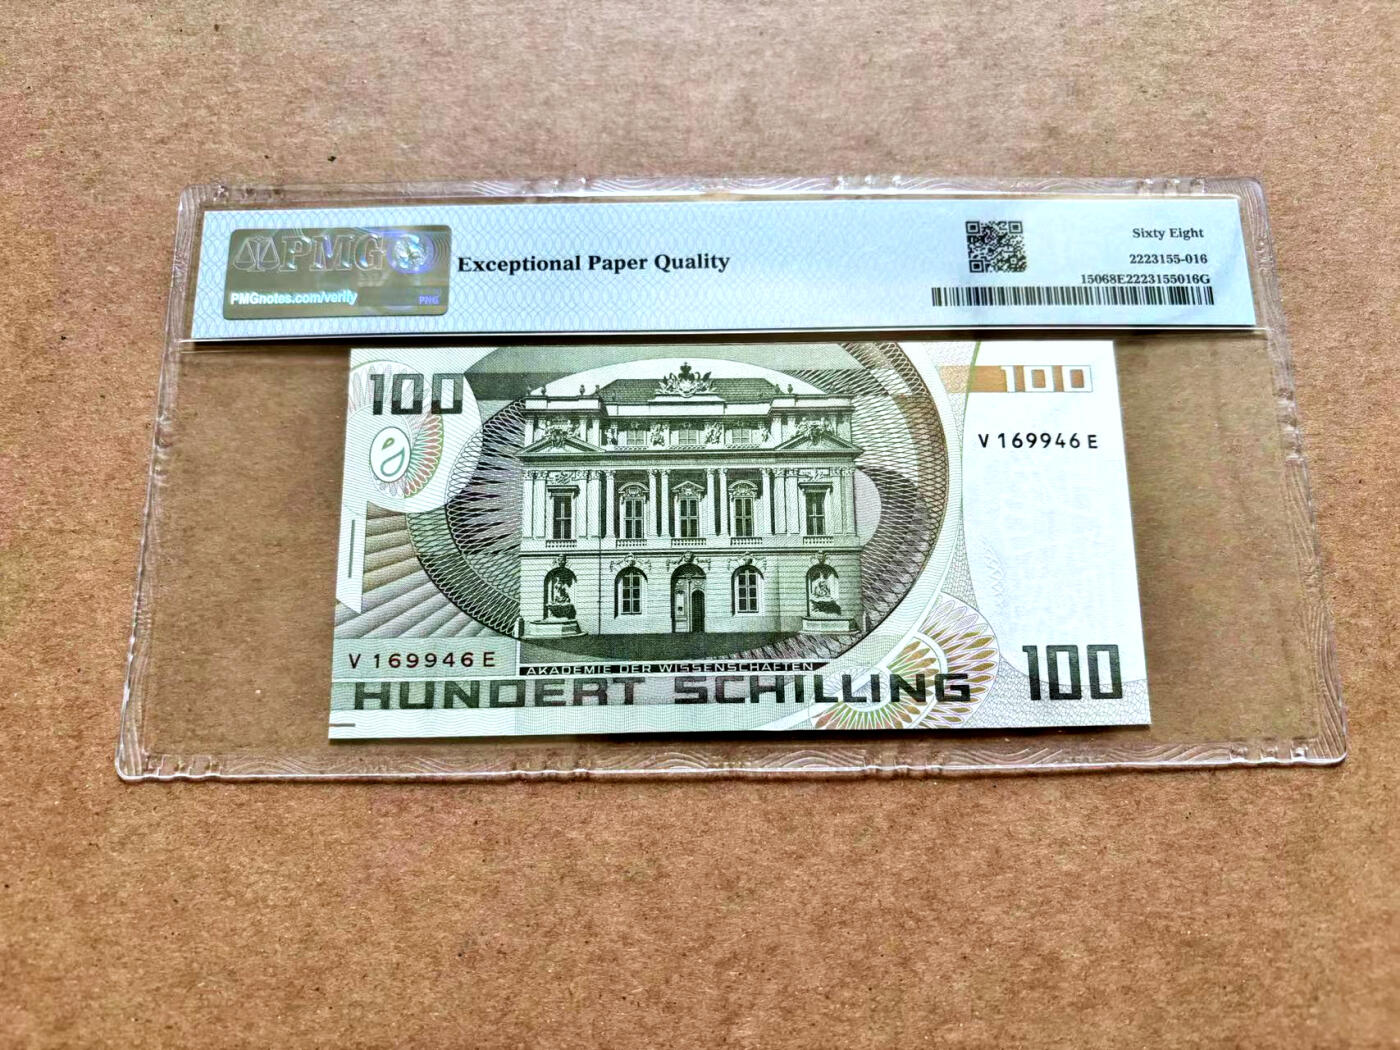 PMG
PMGnotes.com/verify
PNG
Exceptional Paper Quality
Sixty Eight
2223155-016
15068E2223155016G
100
100
V 169946 E
V 169946 E
AKADEMIE DER WISSENSCHAFTEN
HUNDERT SCHILLING
100